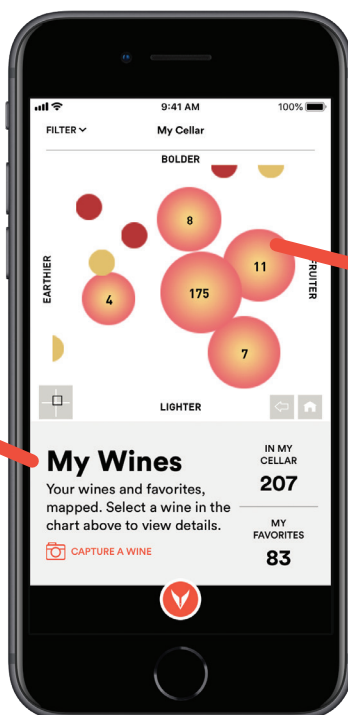 9:41 AM
100%
FILTER
My Cellar
BOLDER
8
11
EARTHIER
FRUITER
175
4
7
LIGHTER
My Wines
Your wines and favorites,
mapped. Select a wine in the
chart above to view details.
CAPTURE A WINE
IN MY
CELLAR
207
MY
FAVORITES
83